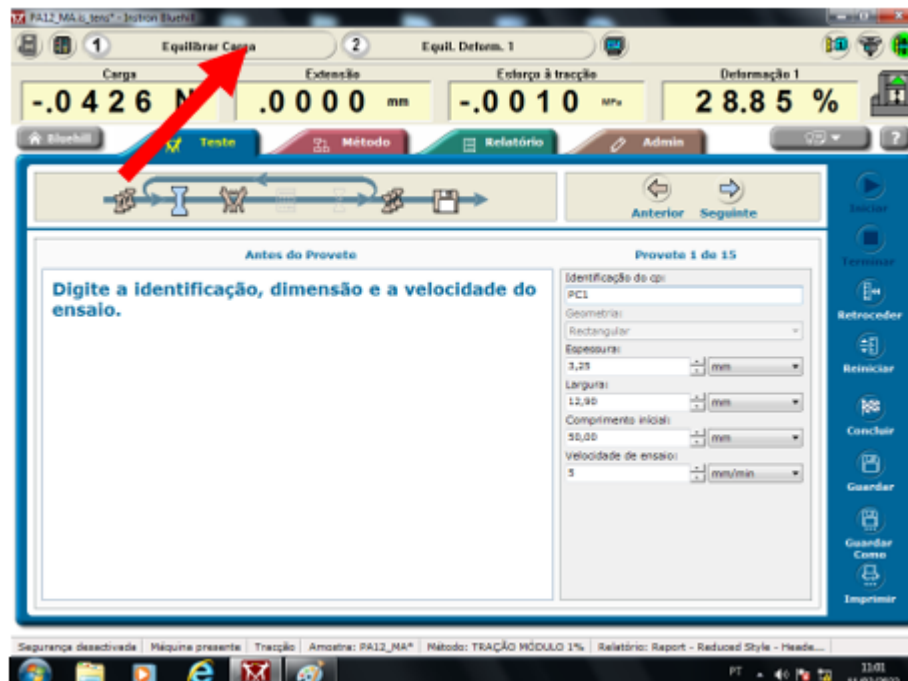 PA12_MA.is_tens* - Instron Bluehill
1 Equilibrar Carga 2 Equil. Deform. 1
Carga Extensão Esforço à tracção Deformação 1
-.0426 N .0000 mm -.0010 MPa 28.85 %
Bluehill Teste Método Relatório Admin ?
Anterior Seguinte
Iniciar
Terminar
Retroceder
Reiniciar
Concluir
Guardar
Guardar
Como
Imprimir
Antes do Provete
Digite a identificação, dimensão e a velocidade do
ensaio.
Provete 1 de 15
Identificação do cp:
PC1
Geometria:
Rectangular
Espessura:
3,25 mm
Largura:
12,90 mm
Comprimento inicial:
50,00 mm
Velocidade de ensaio:
5 mm/min
Segurança desactivada Máquina presente Tracção Amostra: PA12_MA* Método: TRAÇÃO MÓDULO 1% Relatório: Report - Reduced Style - Heade...
PT 11:01